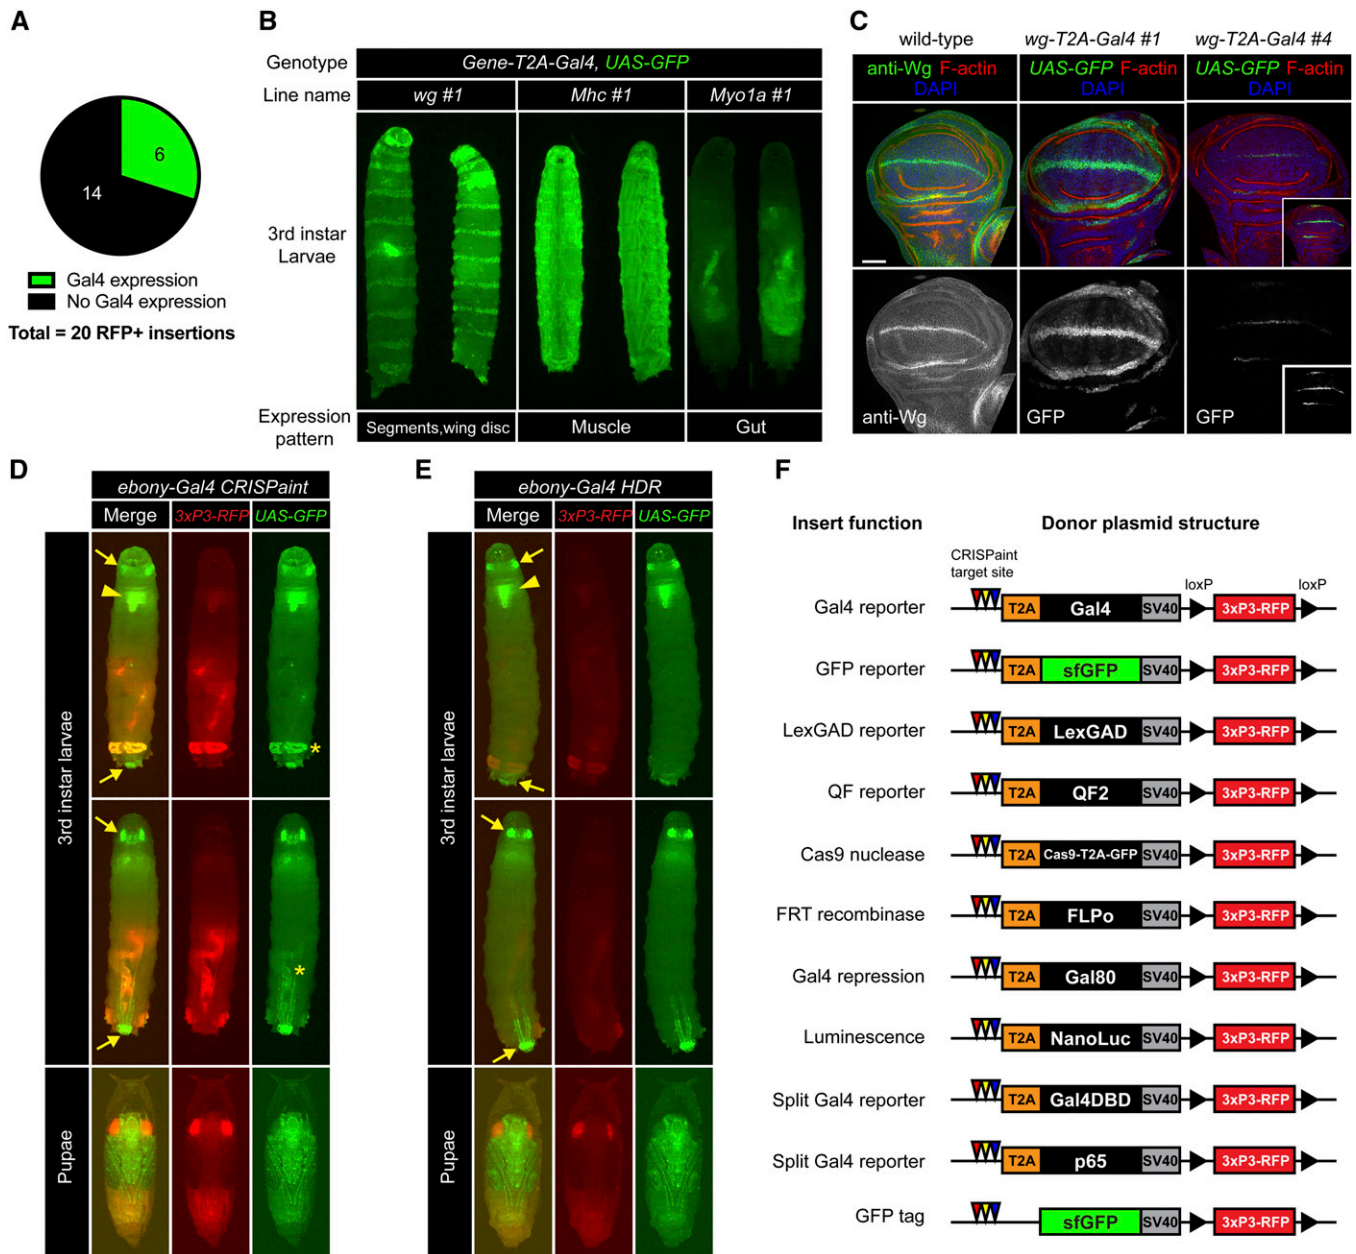 A
6
14
Gal4 expression
No Gal4 expression
Total = 20 RFP+ insertions
B
Genotype
Gene-T2A-Gal4, UAS-GFP
Line name
wg #1
Mhc #1
Myo1a #1
3rd instar
Larvae
Expression
pattern
Segments,wing disc
Muscle
Gut
C
wild-type
wg-T2A-Gal4 #1
wg-T2A-Gal4 #4
anti-Wg F-actin
DAPI
UAS-GFP F-actin
DAPI
UAS-GFP F-actin
DAPI
anti-Wg
GFP
GFP
D
ebony-Gal4 CRISPaint
Merge
3xP3-RFP
UAS-GFP
3rd instar larvae
*
*
Pupae
E
ebony-Gal4 HDR
Merge
3xP3-RFP
UAS-GFP
3rd instar larvae
Pupae
F
Insert function
Donor plasmid structure
CRISPaint
target site
loxP
loxP
Gal4 reporter
T2A Gal4 SV40 3xP3-RFP
GFP reporter
T2A sfGFP SV40 3xP3-RFP
LexGAD reporter
T2A LexGAD SV40 3xP3-RFP
QF reporter
T2A QF2 SV40 3xP3-RFP
Cas9 nuclease
T2A Cas9-T2A-GFP SV40 3xP3-RFP
FRT recombinase
T2A FLPo SV40 3xP3-RFP
Gal4 repression
T2A Gal80 SV40 3xP3-RFP
Luminescence
T2A NanoLuc SV40 3xP3-RFP
Split Gal4 reporter
T2A Gal4DBD SV40 3xP3-RFP
Split Gal4 reporter
T2A p65 SV40 3xP3-RFP
GFP tag
sfGFP SV40 3xP3-RFP